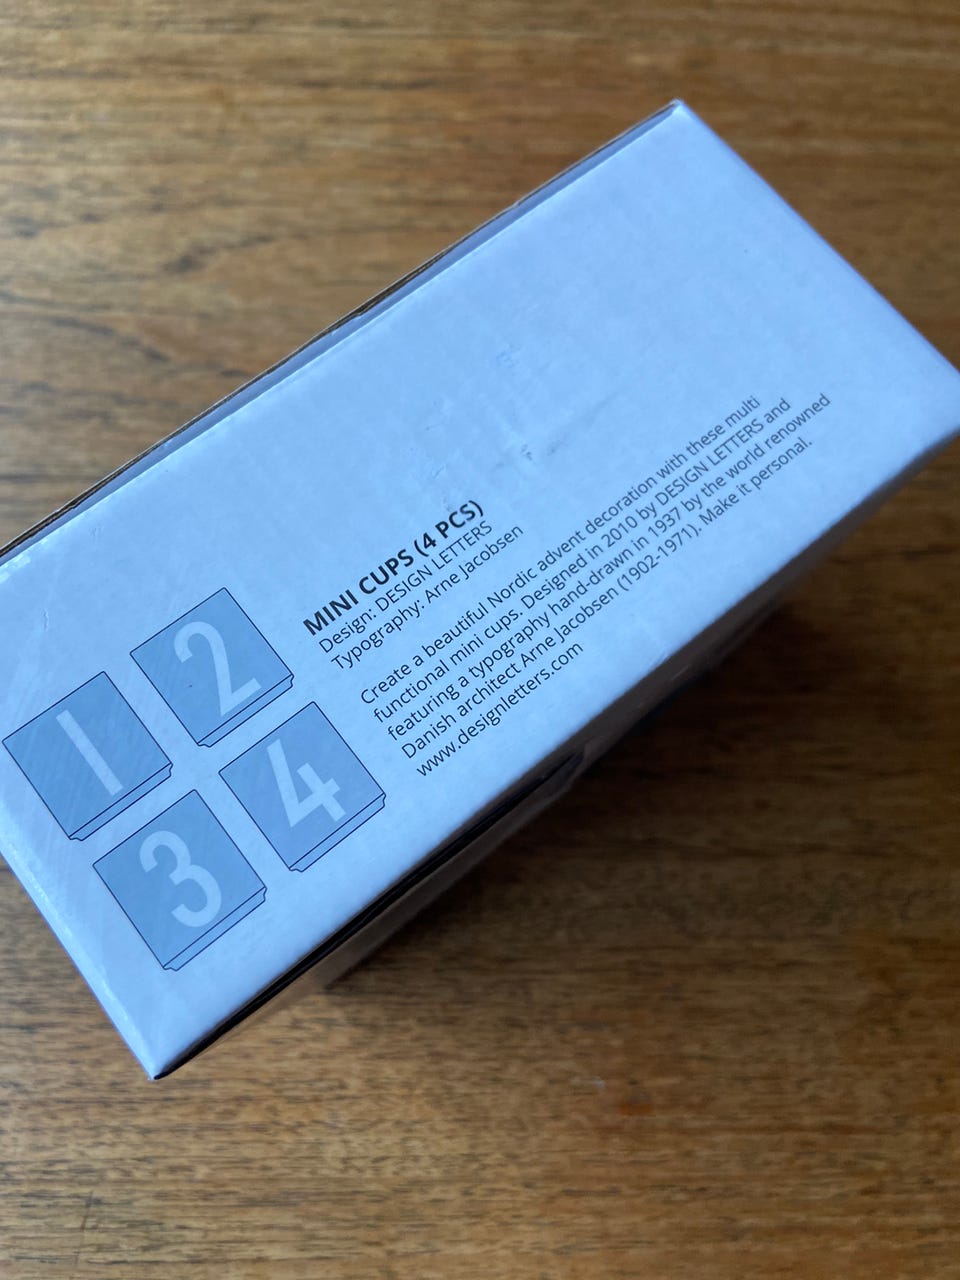 1 2
3 4
MINI CUPS (4 PCS)
Design: DESIGN LETTERS
Typography: Arne Jacobsen
Create a beautiful Nordic advent decoration with these multi
functional mini cups. Designed in 2010 by DESIGN LETTERS and
featuring a typography hand-drawn in 1937 by the world renowned
Danish architect Arne Jacobsen (1902-1971). Make it personal.
www.designletters.com